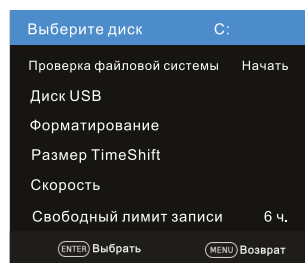 Выберите диск C:
Проверка файловой системы Начать
Диск USB
Форматирование
Размер TimeShift
Скорость
Свободный лимит записи 6 ч.
ENTER Выбрать MENU Возврат